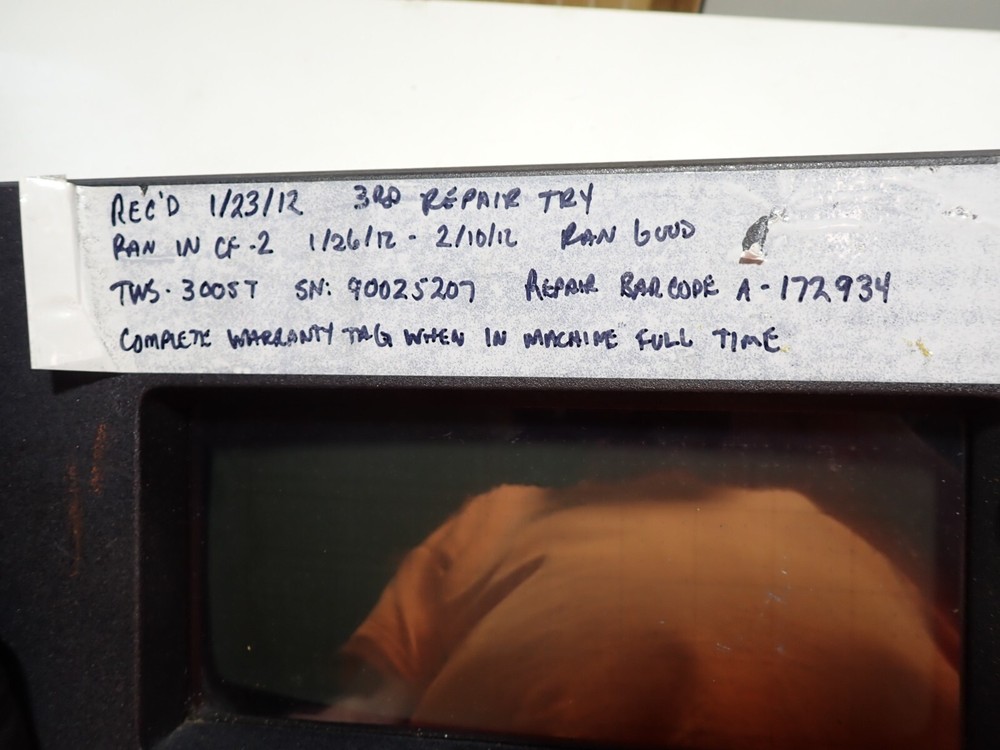 REC'D 1/23/12 3RD REPAIR TRY
RAN IN CF-2 1/26/12 - 2/10/12 RAN GOOD
TWS-3005T SN: 90025207 REPAIR BARCODE A-172934
COMPLETE WARRANTY TAG WHEN IN MACHINE FULL TIME